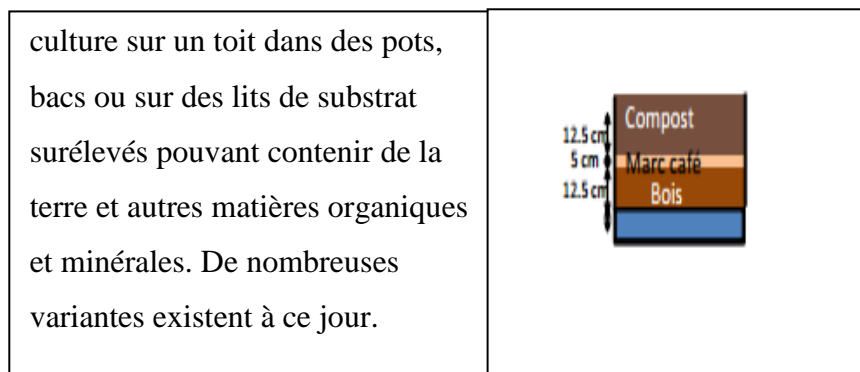 culture sur un toit dans des pots,
bacs ou sur des lits de substrat
surélevés pouvant contenir de la
terre et autres matières organiques
et minérales. De nombreuses
variantes existent à ce jour.
Compost
12.5 cm
5 cm
Marc café
12.5 cm
Bois